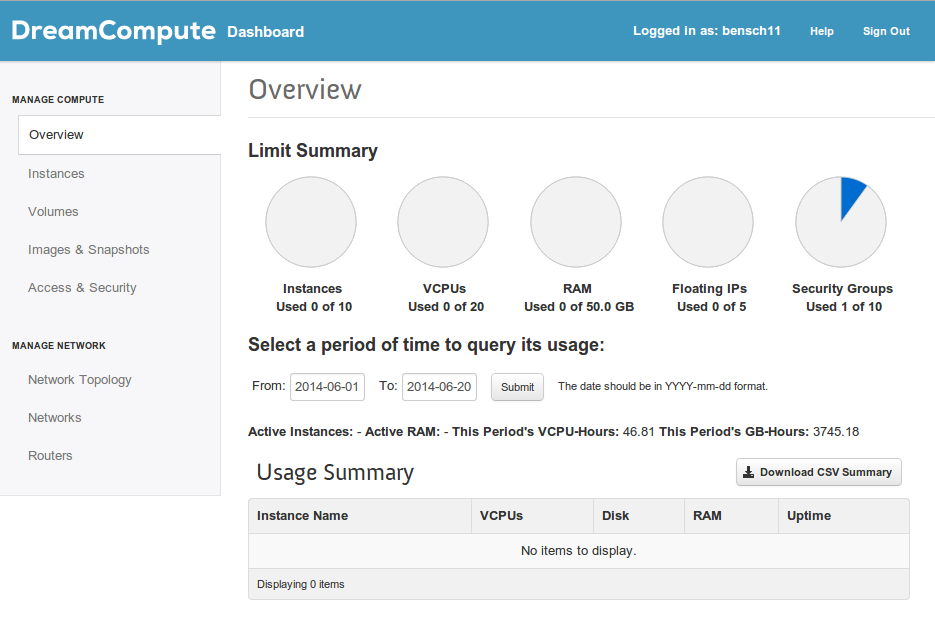 DreamCompute Dashboard
Logged in as: bensch11
Help
Sign Out
MANAGE COMPUTE
Overview
Instances
Volumes
Images & Snapshots
Access & Security
MANAGE NETWORK
Network Topology
Networks
Routers
Overview
Limit Summary
Instances
Used 0 of 10
VCPUs
Used 0 of 20
RAM
Used 0 of 50.0 GB
Floating IPs
Used 0 of 5
Security Groups
Used 1 of 10
Select a period of time to query its usage:
From: 2014-06-01 To: 2014-06-20 Submit The date should be in YYYY-mm-dd format.
Active Instances: - Active RAM: - This Period's VCPU-Hours: 46.81 This Period's GB-Hours: 3745.18
Usage Summary
Download CSV Summary
Instance Name VCPUs Disk RAM Uptime
No items to display.
Displaying 0 items